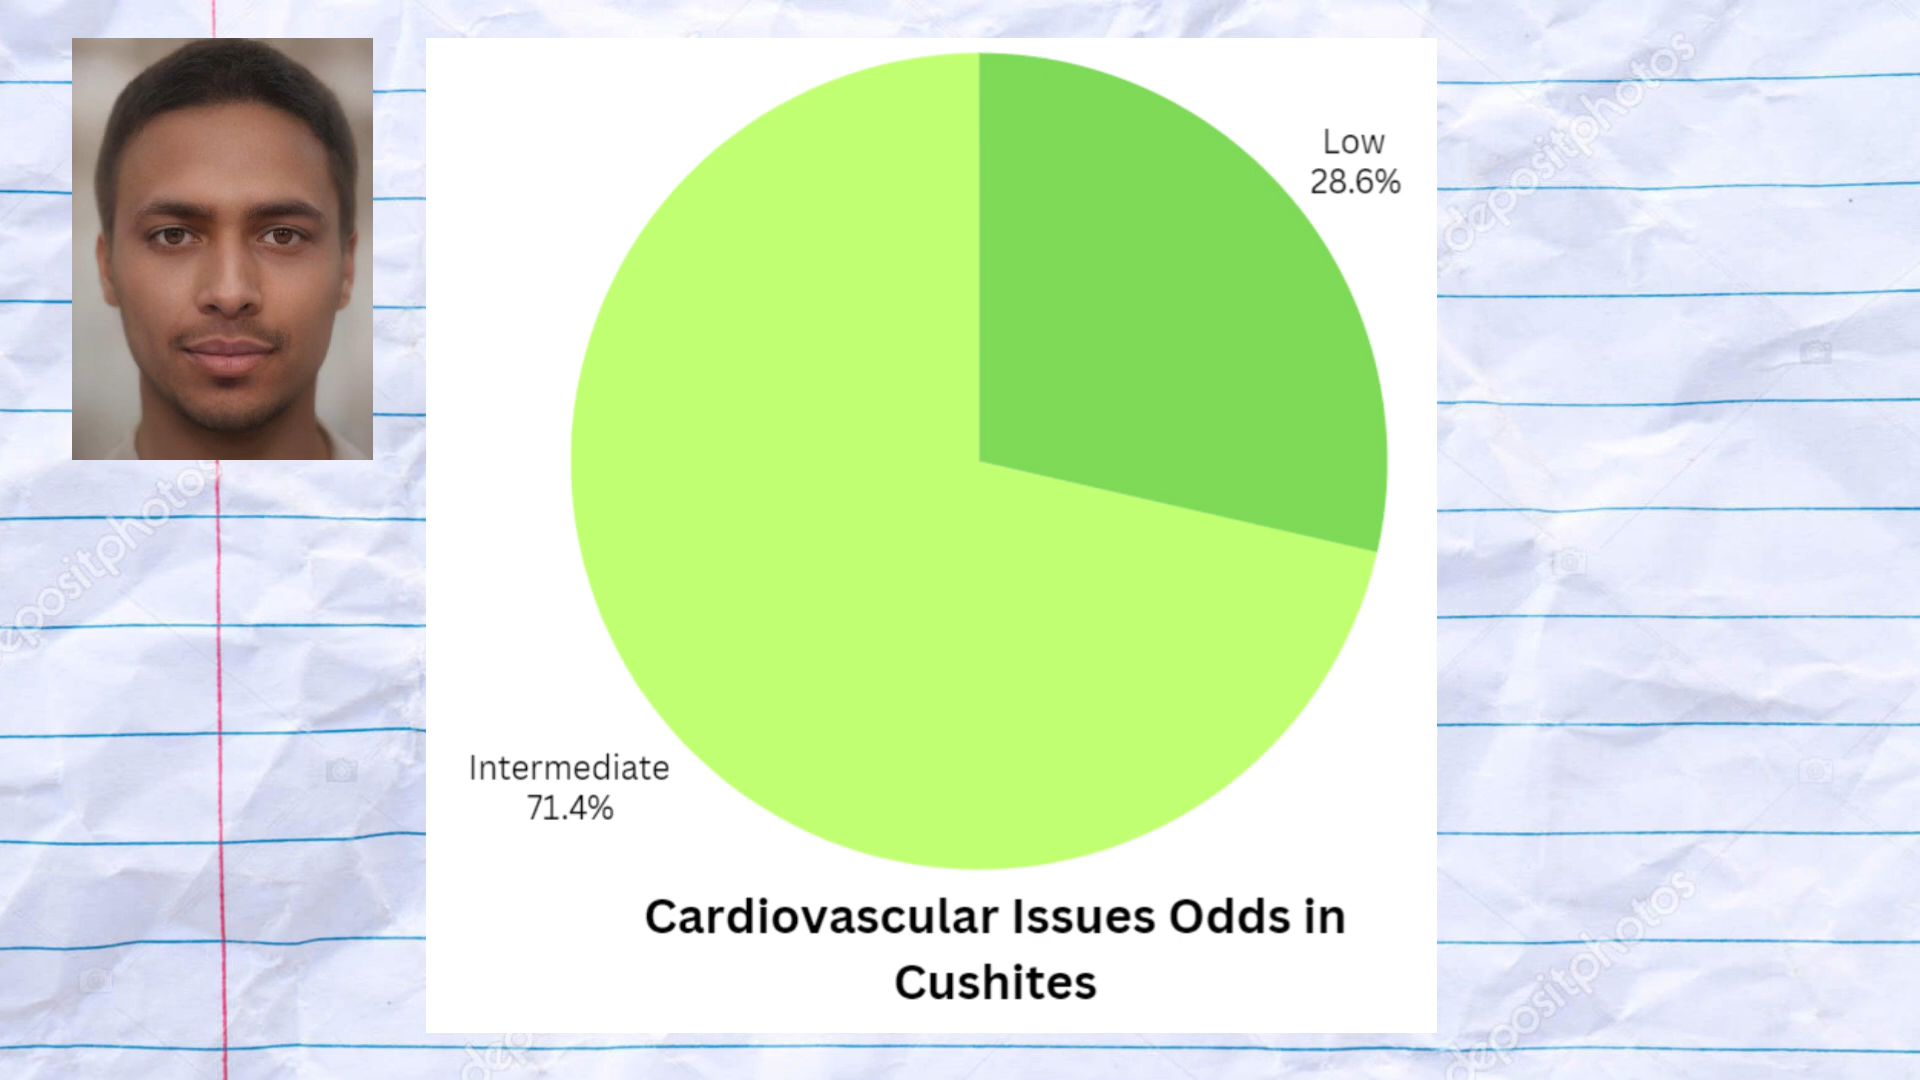 Low
28.6%
Intermediate
71.4%
Cardiovascular Issues Odds in
Cushites
depositphotos
depositphotos
depositphotos